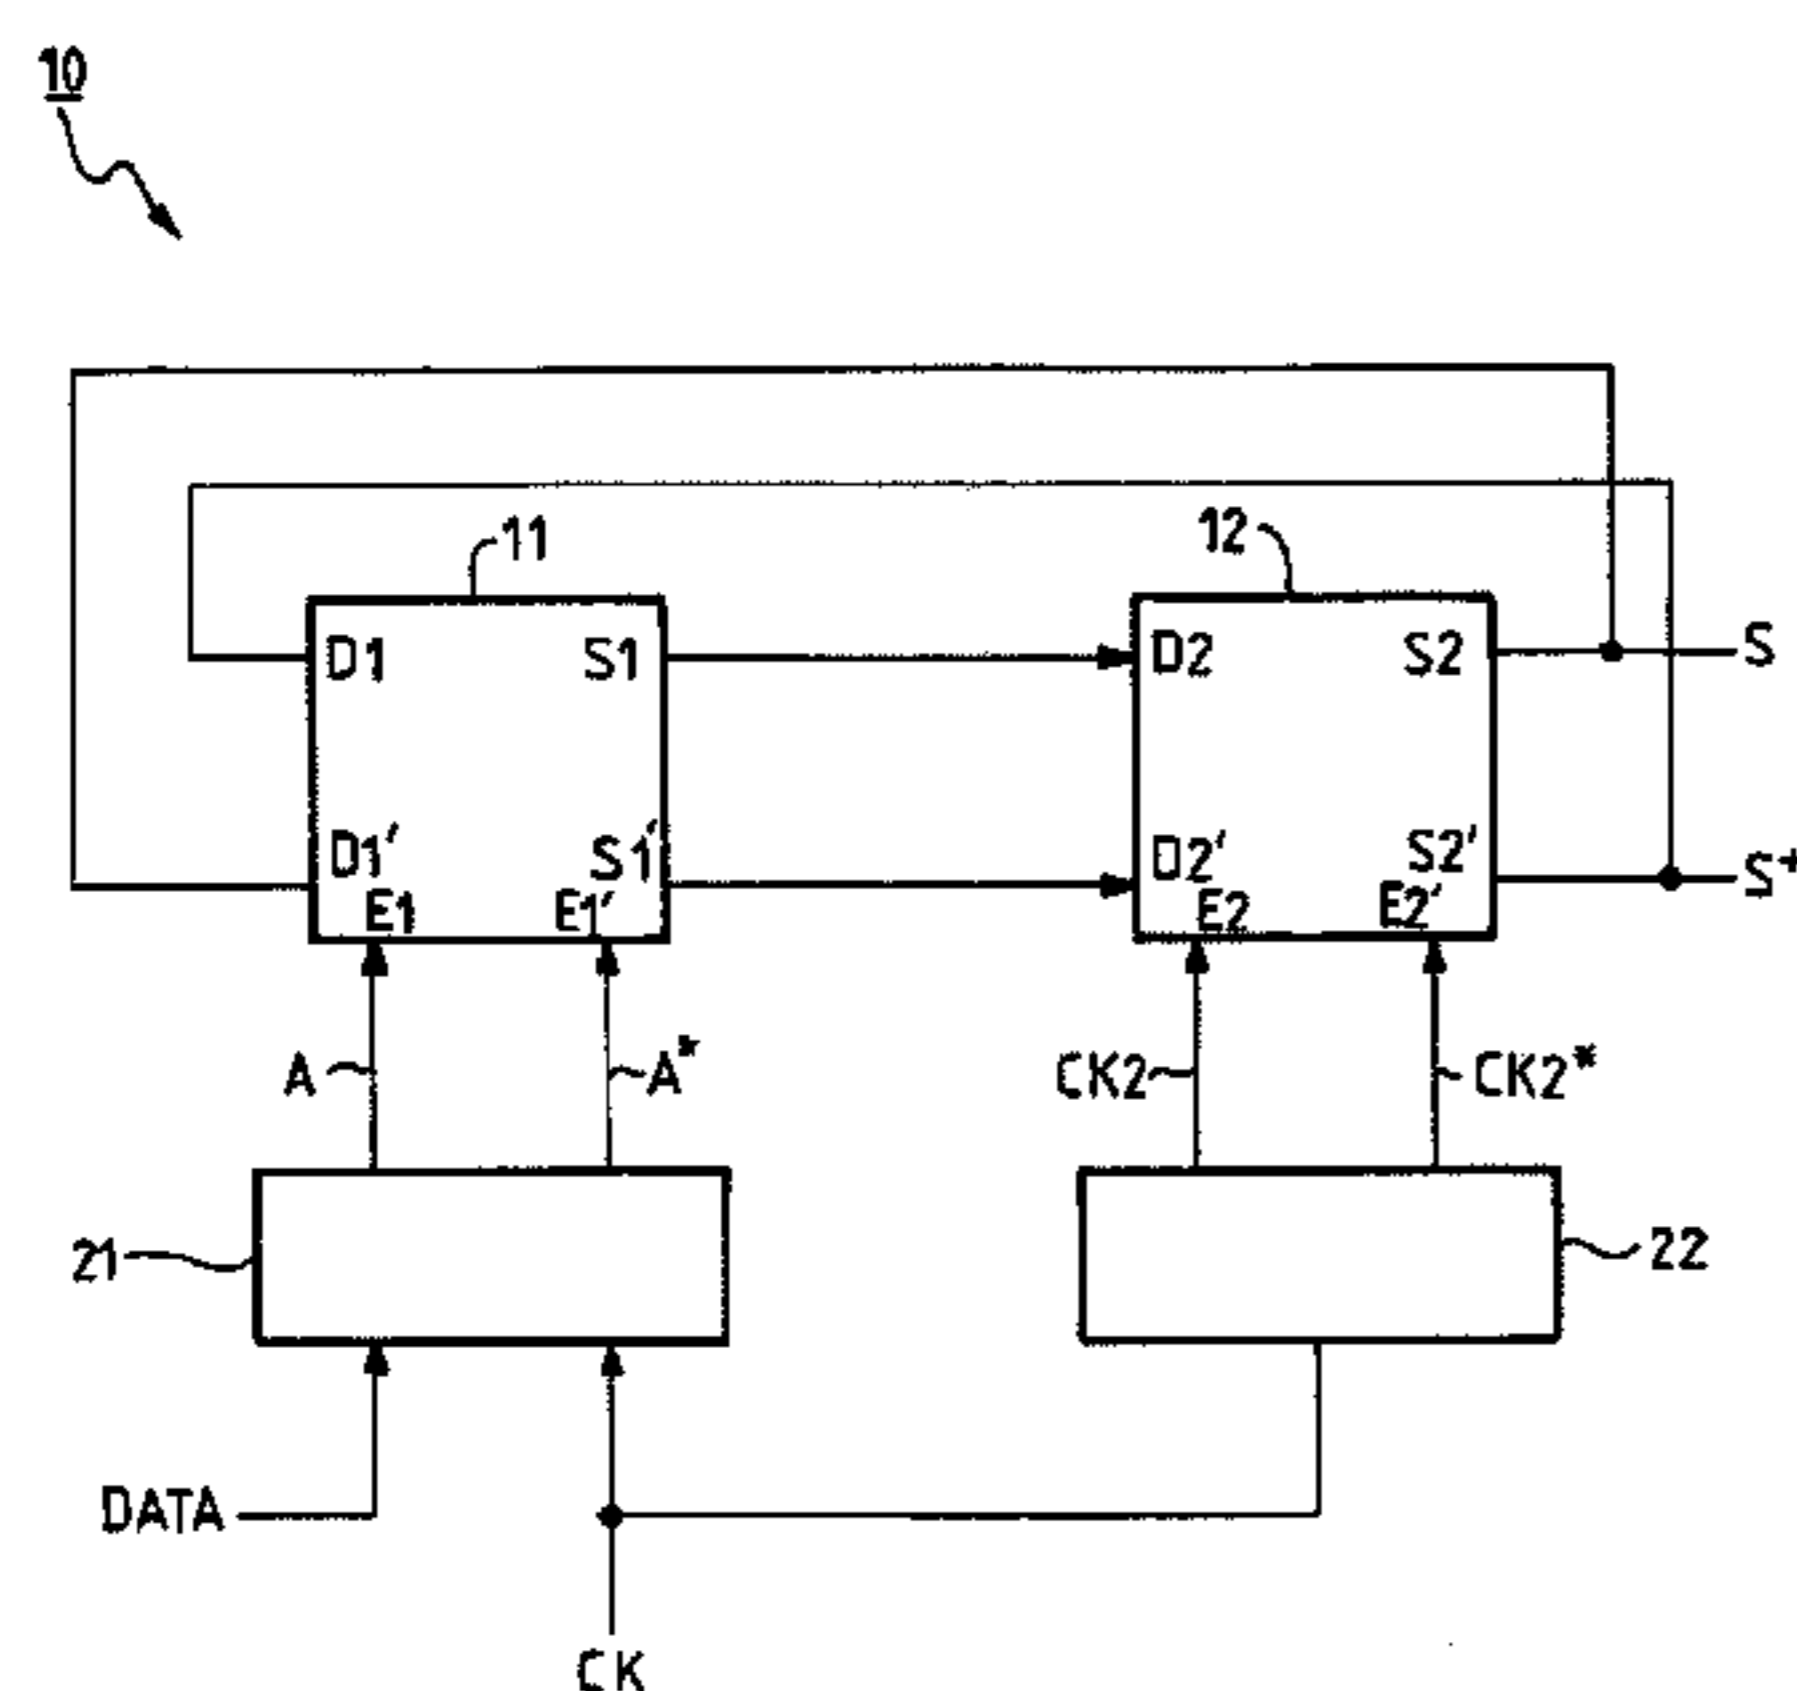 10
11
12
D1 S1 D2 S2 S
D1′ S1′ D2′ S2′ S*
E1 E1′ E2 E2′
A A* CK2 CK2*
21 22
DATA
CK